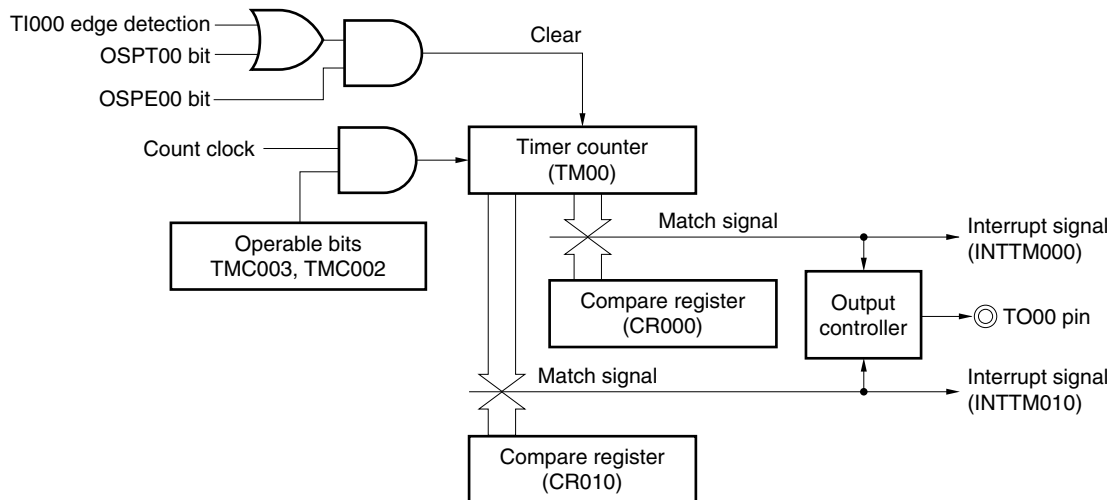 TI000 edge detection
OSPT00 bit
OSPE00 bit
Clear
Count clock
Timer counter
(TM00)
Operable bits
TMC003, TMC002
Match signal
Interrupt signal
(INTTM000)
Compare register
(CR000)
Output
controller
TO00 pin
Match signal
Interrupt signal
(INTTM010)
Compare register
(CR010)